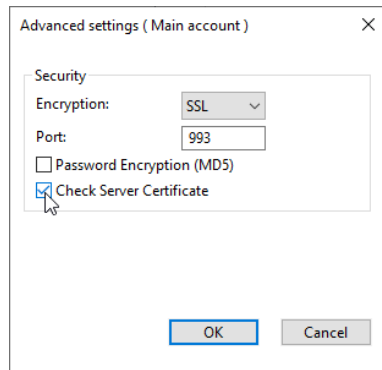 Advanced settings ( Main account )
Security
Encryption: SSL
Port: 993
Password Encryption (MD5)
Check Server Certificate
OK Cancel